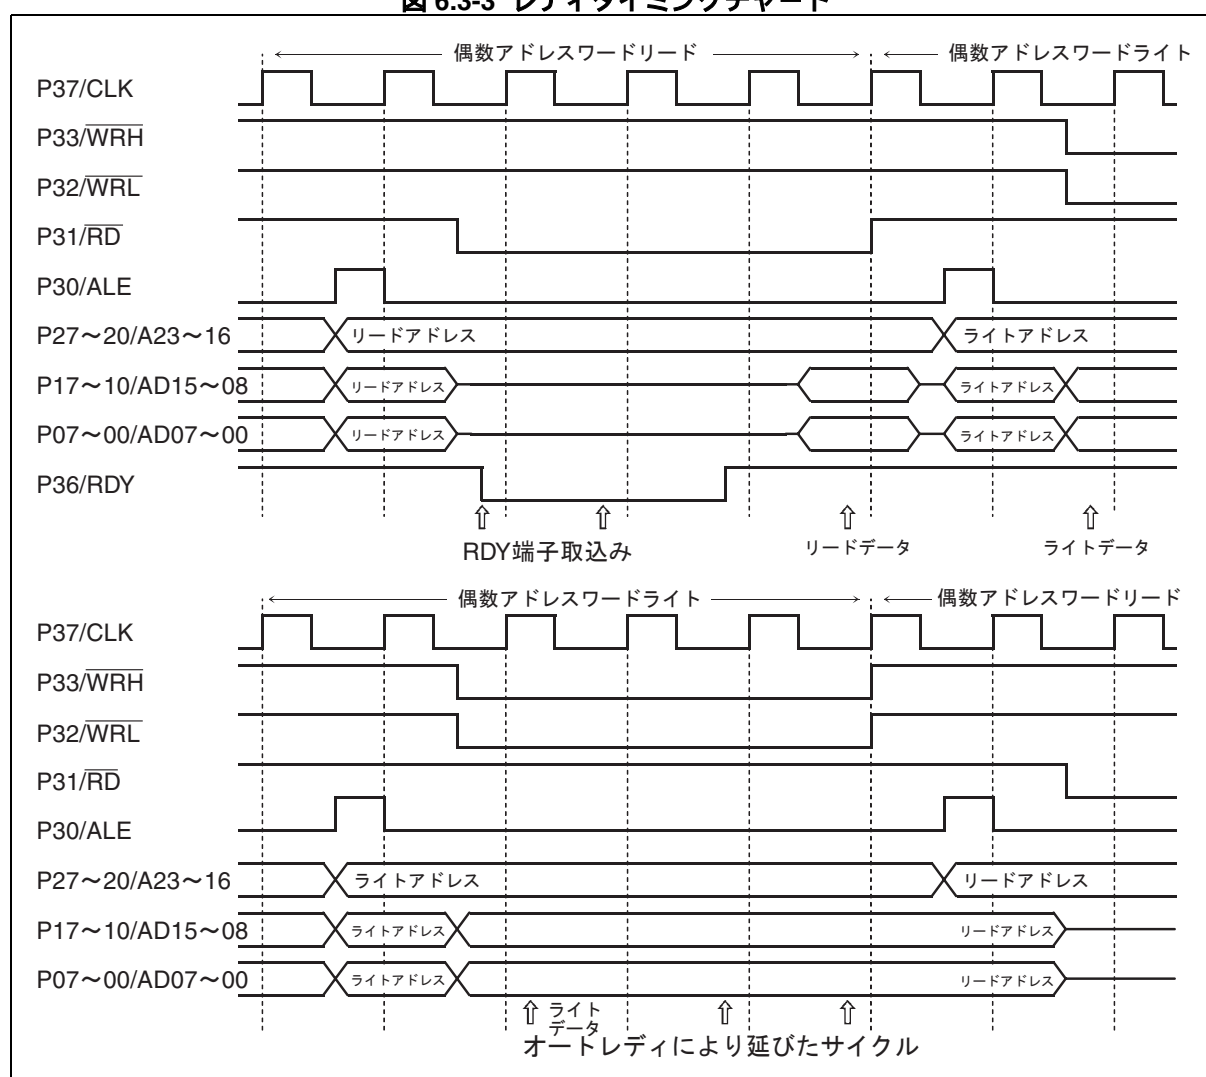 図 6.3-3 レディタイミングチャート
偶数アドレスワードリード
偶数アドレスワードライト
P37/CLK
P33/WRH
P32/WRL
P31/RD
P30/ALE
P27～20/A23～16
リードアドレス
ライトアドレス
P17～10/AD15～08
リードアドレス
ライトアドレス
P07～00/AD07～00
リードアドレス
ライトアドレス
P36/RDY
RDY端子取込み
リードデータ
ライトデータ
偶数アドレスワードライト
偶数アドレスワードリード
P37/CLK
P33/WRH
P32/WRL
P31/RD
P30/ALE
P27～20/A23～16
ライトアドレス
リードアドレス
P17～10/AD15～08
ライトアドレス
リードアドレス
P07～00/AD07～00
ライトアドレス
リードアドレス
ライト
データ
オートレディにより延びたサイクル